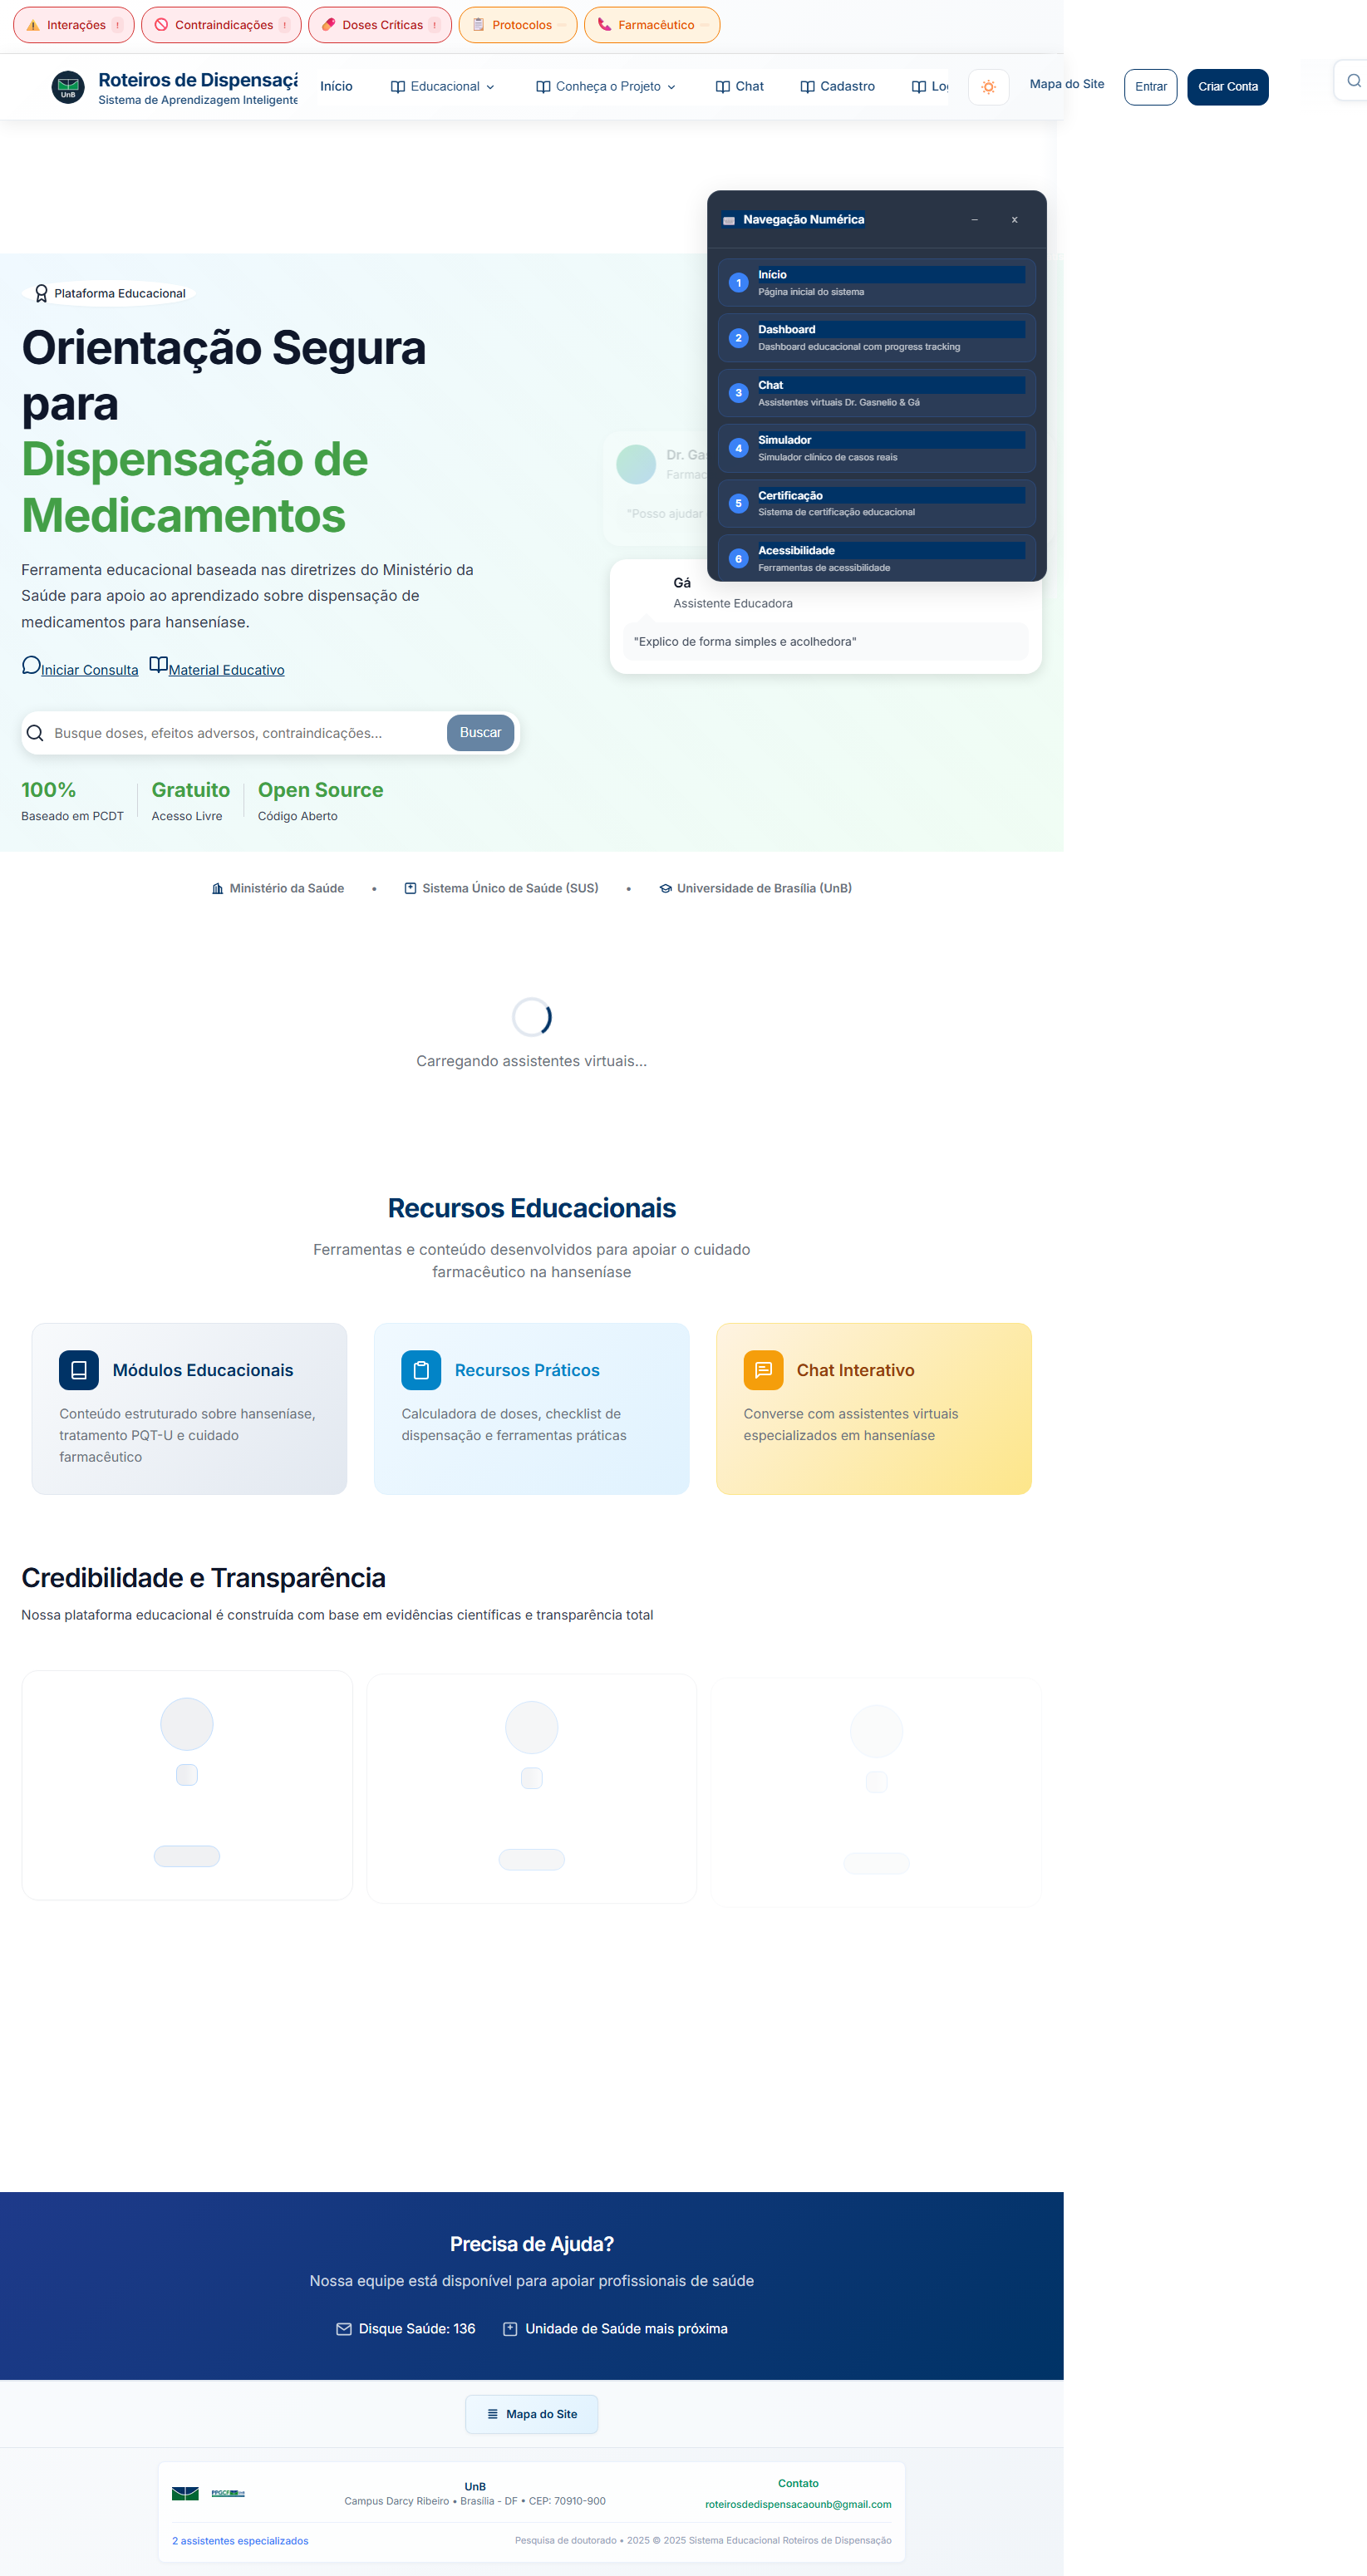 Interações !
Contraindicações !
Doses Críticas !
Protocolos
Farmacêutico
Roteiros de Dispensaçã
Sistema de Aprendizagem Inteligente
UnB
Início
Educacional
Conheça o Projeto
Chat
Cadastro
Log
Mapa do Site
Entrar
Criar Conta
Navegação Numérica
–
x
1
Início
Página inicial do sistema
2
Dashboard
Dashboard educacional com progress tracking
3
Chat
Assistentes virtuais Dr. Gasnelio & Gá
4
Simulador
Simulador clínico de casos reais
5
Certificação
Sistema de certificação educacional
6
Acessibilidade
Ferramentas de acessibilidade
Plataforma Educacional
Orientação Segura
para
Dispensação de
Medicamentos
Ferramenta educacional baseada nas diretrizes do Ministério da
Saúde para apoio ao aprendizado sobre dispensação de
medicamentos para hanseníase.
Iniciar Consulta
Material Educativo
Busque doses, efeitos adversos, contraindicações...
Buscar
100%
Baseado em PCDT
Gratuito
Acesso Livre
Open Source
Código Aberto
Dr. Gas
Farmac
"Posso ajudar
Gá
Assistente Educadora
"Explico de forma simples e acolhedora"
Ministério da Saúde • Sistema Único de Saúde (SUS) • Universidade de Brasília (UnB)
Carregando assistentes virtuais...
Recursos Educacionais
Ferramentas e conteúdo desenvolvidos para apoiar o cuidado
farmacêutico na hanseníase
Módulos Educacionais
Conteúdo estruturado sobre hanseníase,
tratamento PQT-U e cuidado
farmacêutico
Recursos Práticos
Calculadora de doses, checklist de
dispensação e ferramentas práticas
Chat Interativo
Converse com assistentes virtuais
especializados em hanseníase
Credibilidade e Transparência
Nossa plataforma educacional é construída com base em evidências científicas e transparência total
Precisa de Ajuda?
Nossa equipe está disponível para apoiar profissionais de saúde
Disque Saúde: 136
Unidade de Saúde mais próxima
Mapa do Site
UnB
Campus Darcy Ribeiro • Brasília - DF • CEP: 70910-900
Contato
roteirosdedispensacaounb@gmail.com
2 assistentes especializados
Pesquisa de doutorado • 2025 © 2025 Sistema Educacional Roteiros de Dispensação